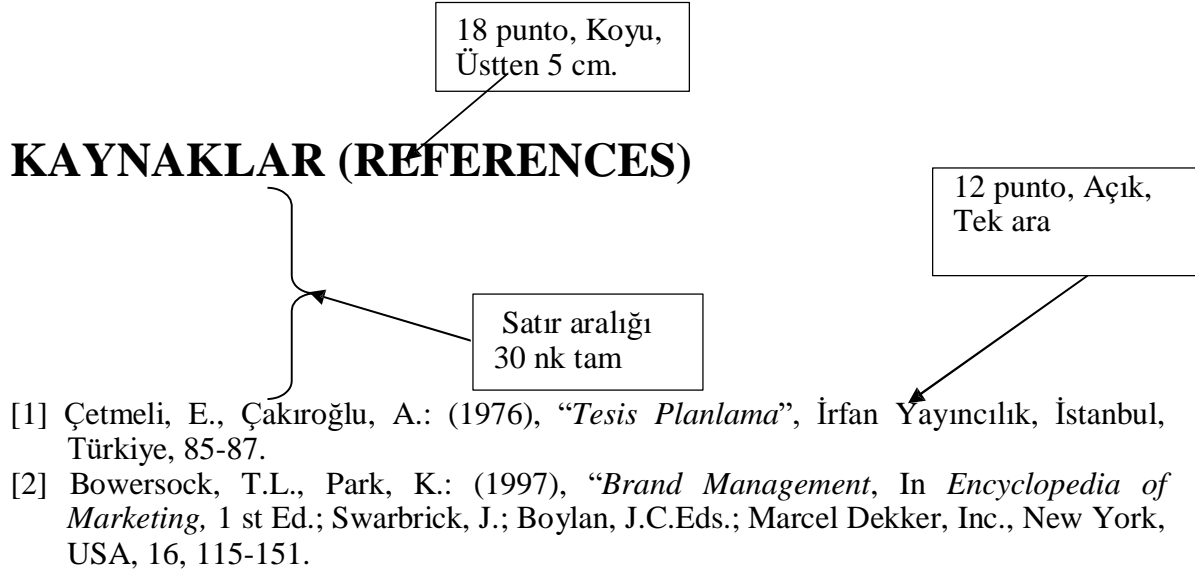 18 punto, Koyu,
Üstten 5 cm.
KAYNAKLAR (REFERENCES)
12 punto, Açık,
Tek ara
Satır aralığı
30 nk tam
[1] Çetmeli, E., Çakıroğlu, A.: (1976), “Tesis Planlama”, İrfan Yayıncılık, İstanbul,
Türkiye, 85-87.
[2] Bowersock, T.L., Park, K.: (1997), “Brand Management, In Encyclopedia of
Marketing, 1 st Ed.; Swarbrick, J.; Boylan, J.C.Eds.; Marcel Dekker, Inc., New York,
USA, 16, 115-151.